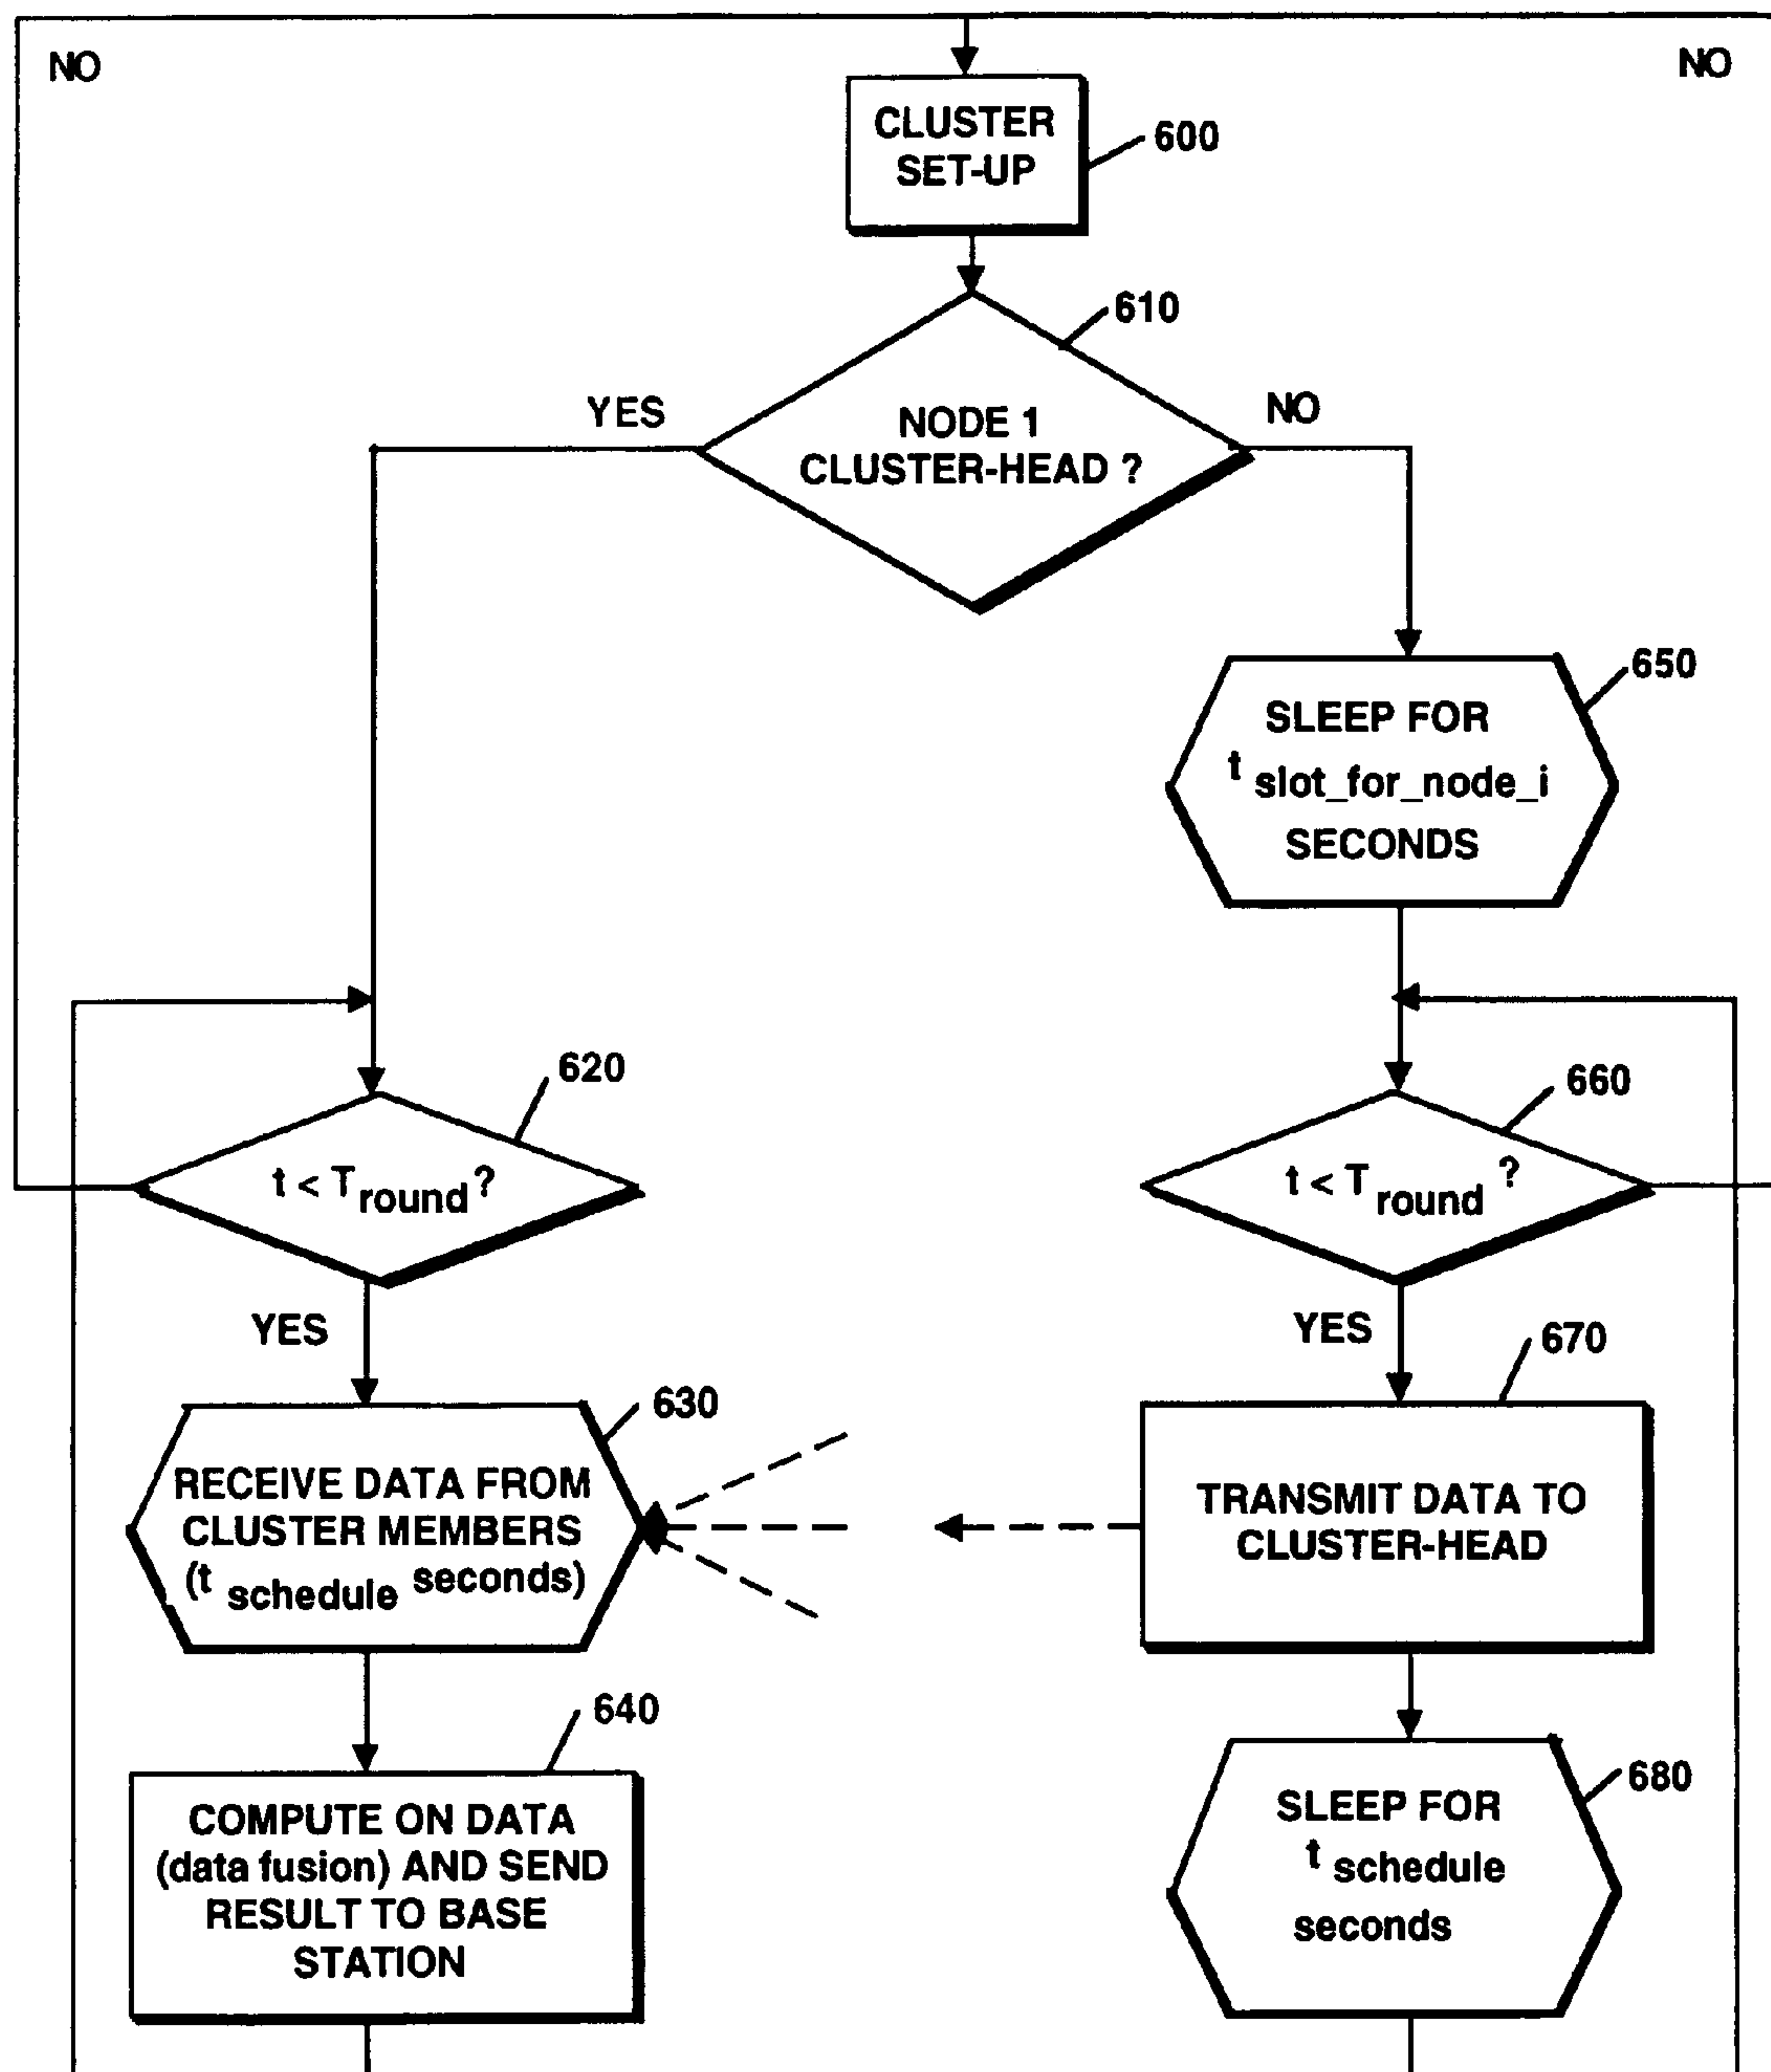 NO
NO
CLUSTER
SET-UP
600
610
YES
NO
NODE 1
CLUSTER-HEAD ?
650
SLEEP FOR
t slot_for_node_i
SECONDS
620
660
t < Tround?
t < Tround ?
YES
YES
670
630
RECEIVE DATA FROM
CLUSTER MEMBERS
(t schedule seconds)
TRANSMIT DATA TO
CLUSTER-HEAD
640
680
COMPUTE ON DATA
(data fusion) AND SEND
RESULT TO BASE
STATION
SLEEP FOR
t schedule
seconds